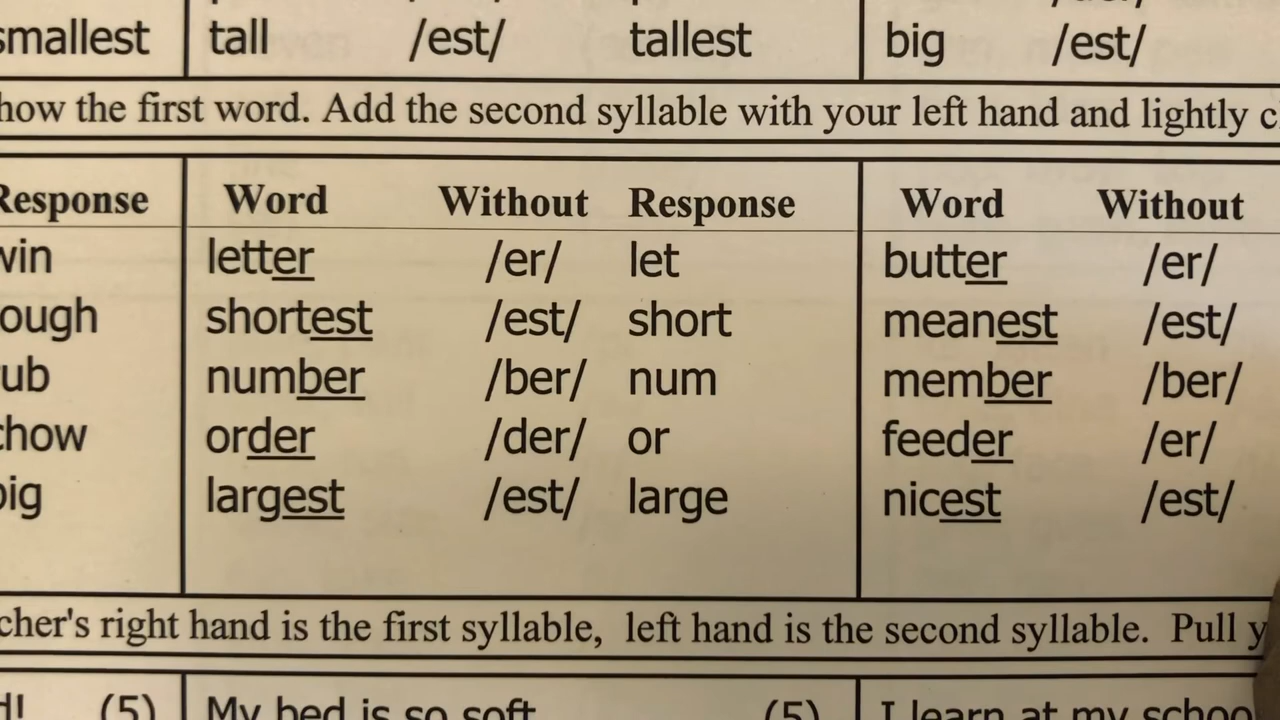 smallest tall /est/ tallest big /est/
how the first word. Add the second syllable with your left hand and lightly c
Response Word Without Response Word Without
win letter /er/ let butter /er/
ough shortest /est/ short meanest /est/
ub number /ber/ num member /ber/
chow order /der/ or feeder /er/
big largest /est/ large nicest /est/
cher's right hand is the first syllable, left hand is the second syllable. Pull y
(5) My bed is so soft (5) I learn at my schoo